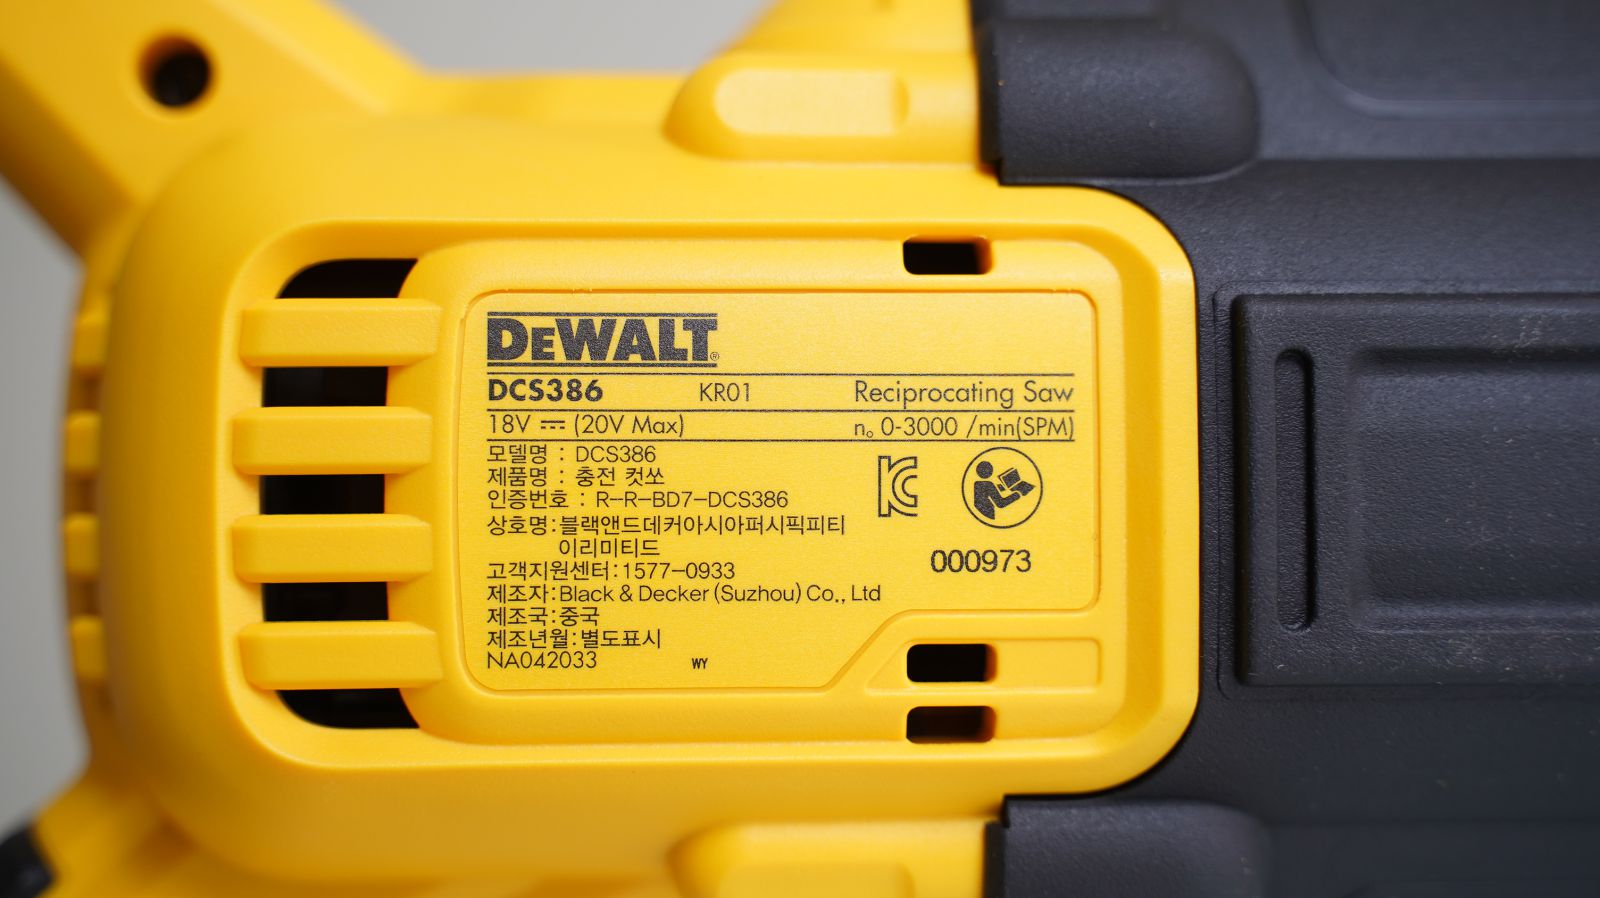 DEWALT®
DCS386 KR01 Reciprocating Saw
18V ⎓ (20V Max) n₀ 0-3000 /min(SPM)
모델명 : DCS386
제품명 : 충전 컷쏘
인증번호 : R-R-BD7-DCS386
상호명:블랙앤드데커아시아퍼시픽피티
이리미티드
고객지원센터:1577-0933
제조자:Black & Decker (Suzhou) Co., Ltd
제조국:중국
제조년월:별도표시
NA042033 WY
KC
000973